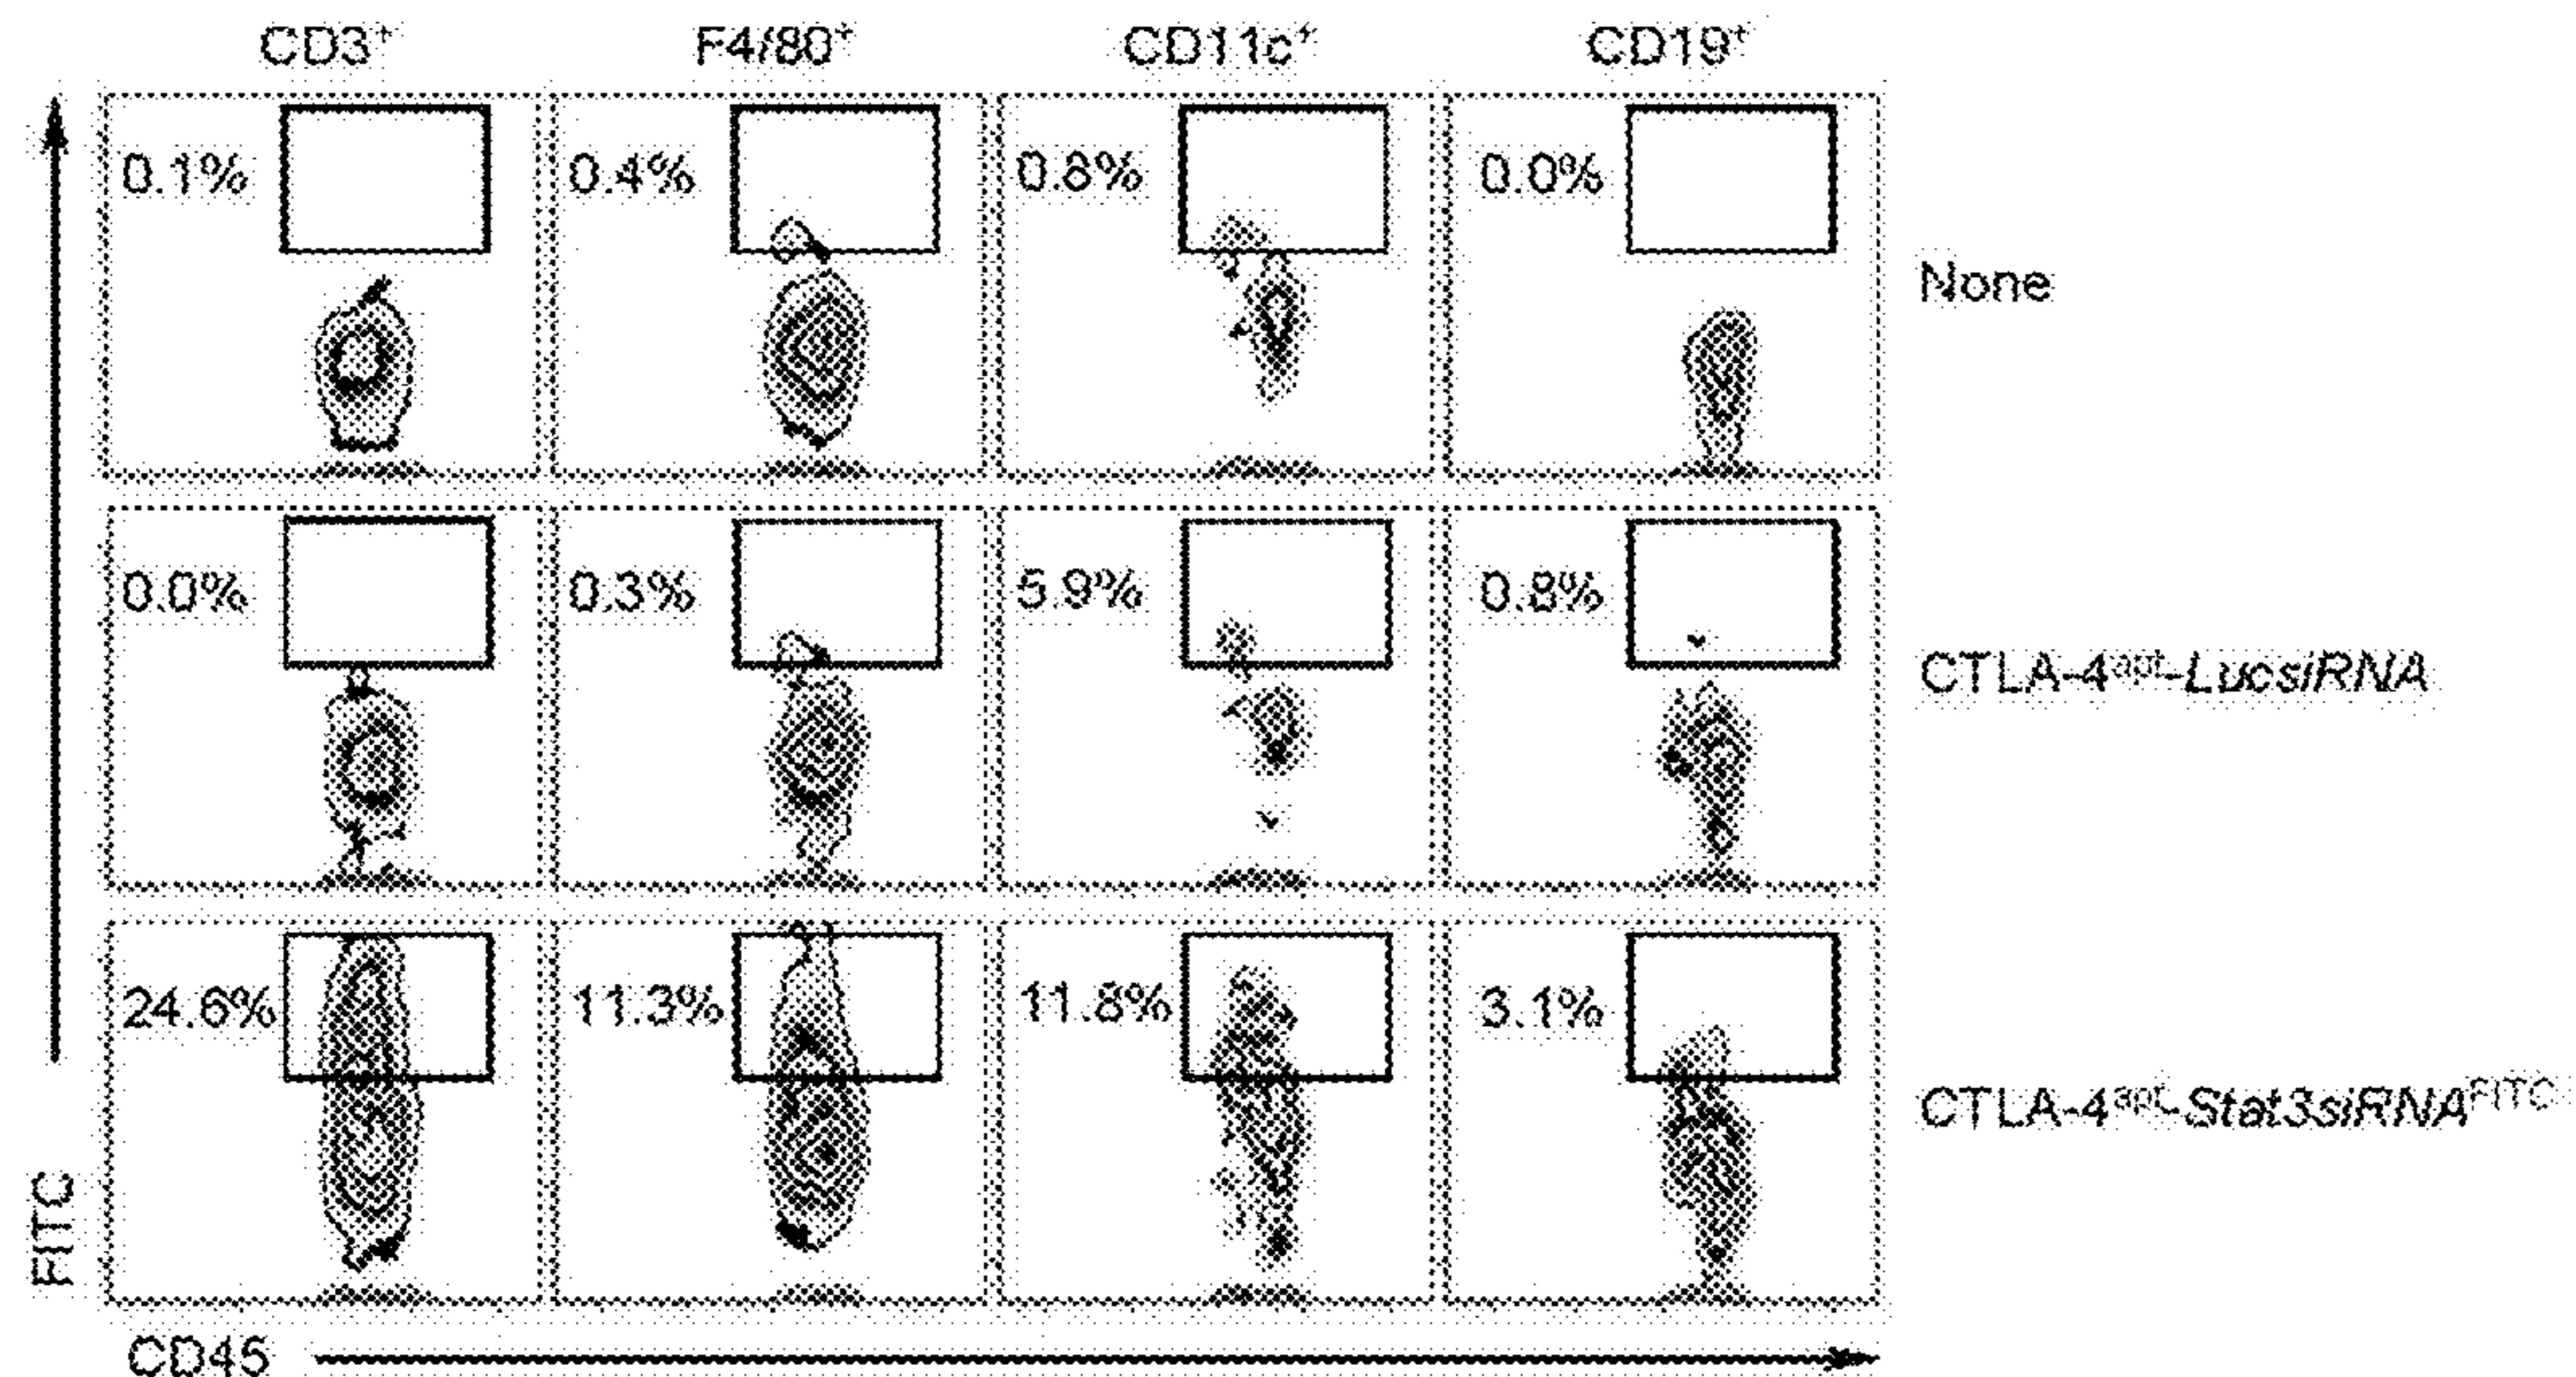 CD3⁺ F4/80⁺ CD11c⁺ CD19⁺
0.1% 0.4% 0.8% 0.0% None
0.0% 0.3% 5.9% 0.8% CTLA-4ᵃᵖᵗ-LucsiRNA
24.6% 11.3% 11.8% 3.1% CTLA-4ᵃᵖᵗ-Stat3siRNAFITC
FITC
CD45